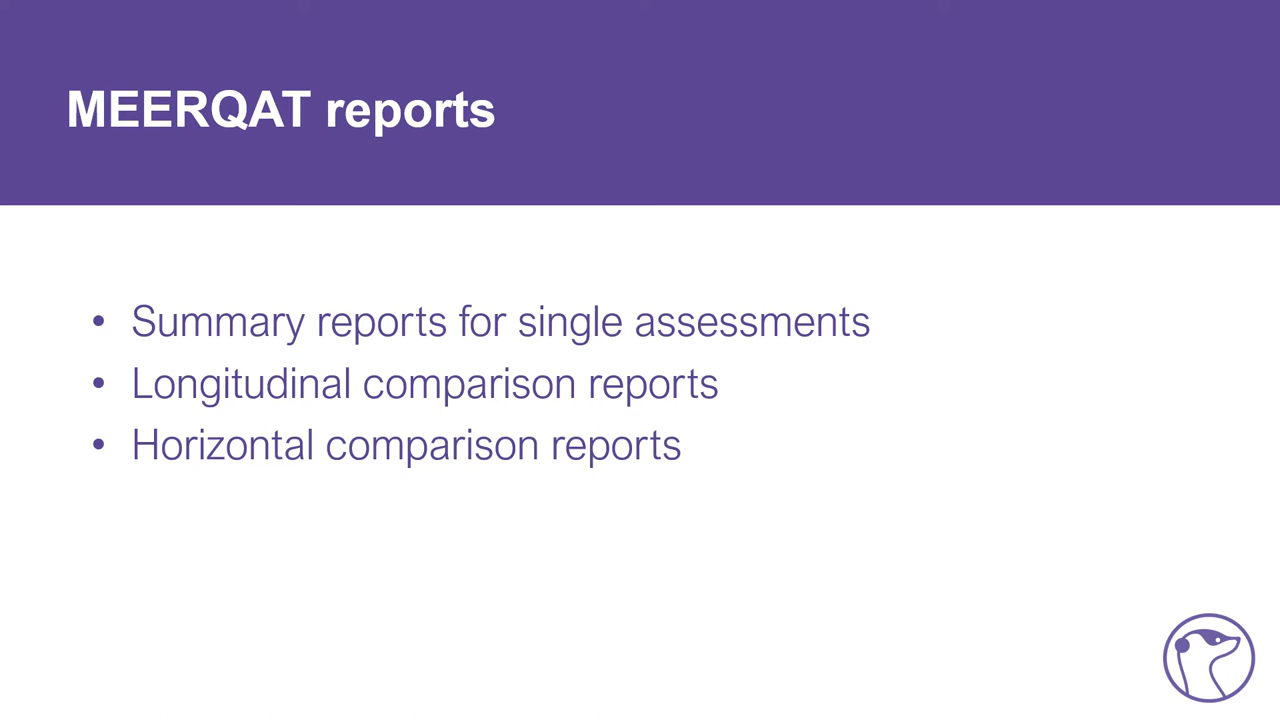 MEERQAT reports
• Summary reports for single assessments
• Longitudinal comparison reports
• Horizontal comparison reports